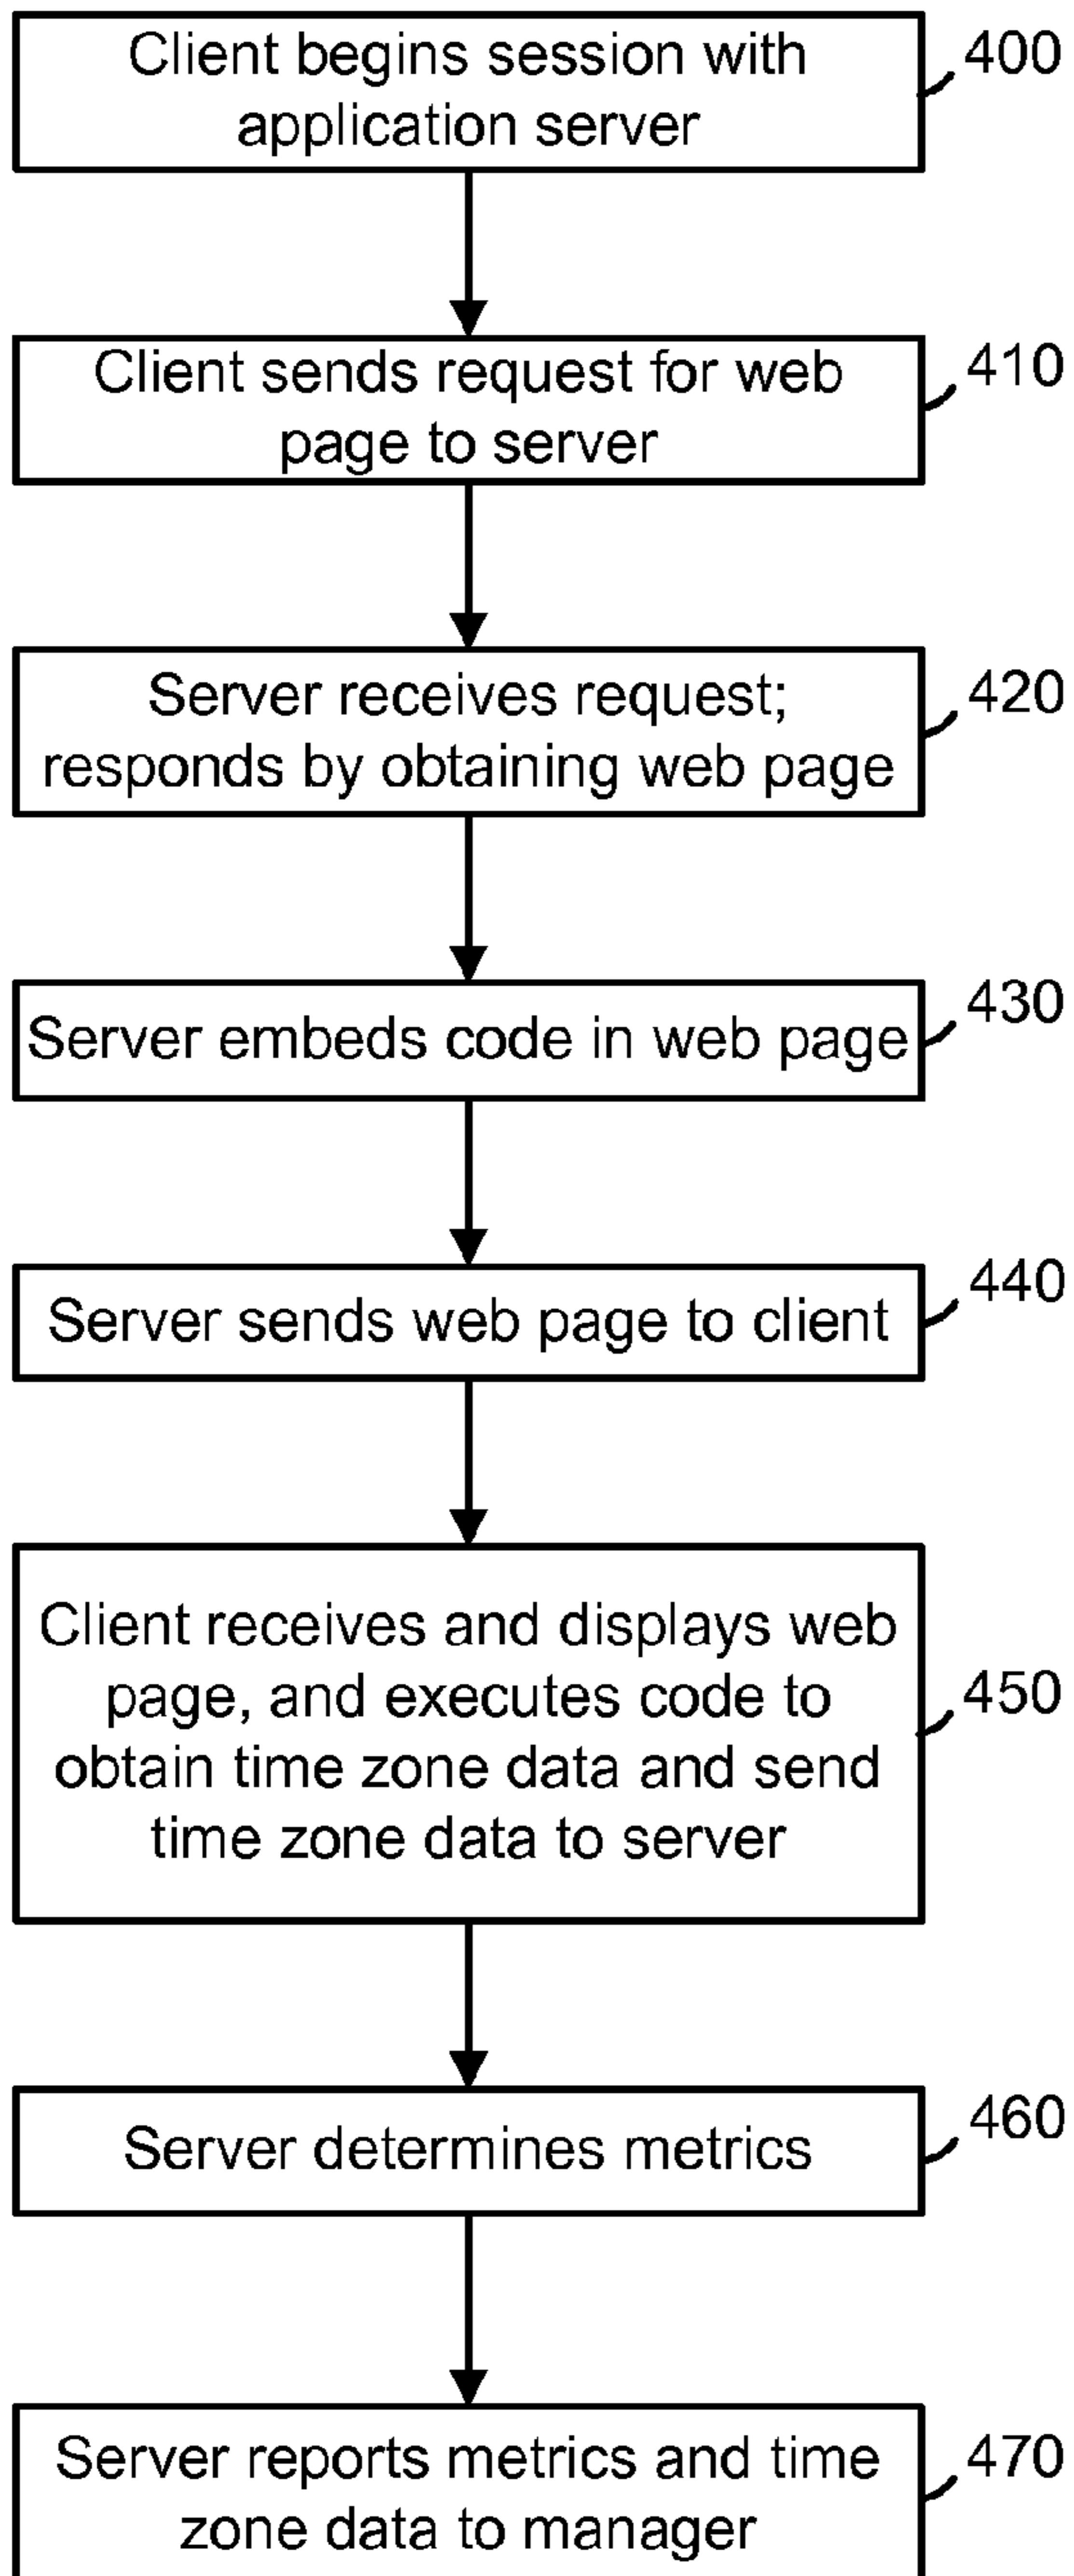 Client begins session with
application server
400
Client sends request for web
page to server
410
Server receives request;
responds by obtaining web page
420
Server embeds code in web page
430
Server sends web page to client
440
Client receives and displays web
page, and executes code to
obtain time zone data and send
time zone data to server
450
Server determines metrics
460
Server reports metrics and time
zone data to manager
470